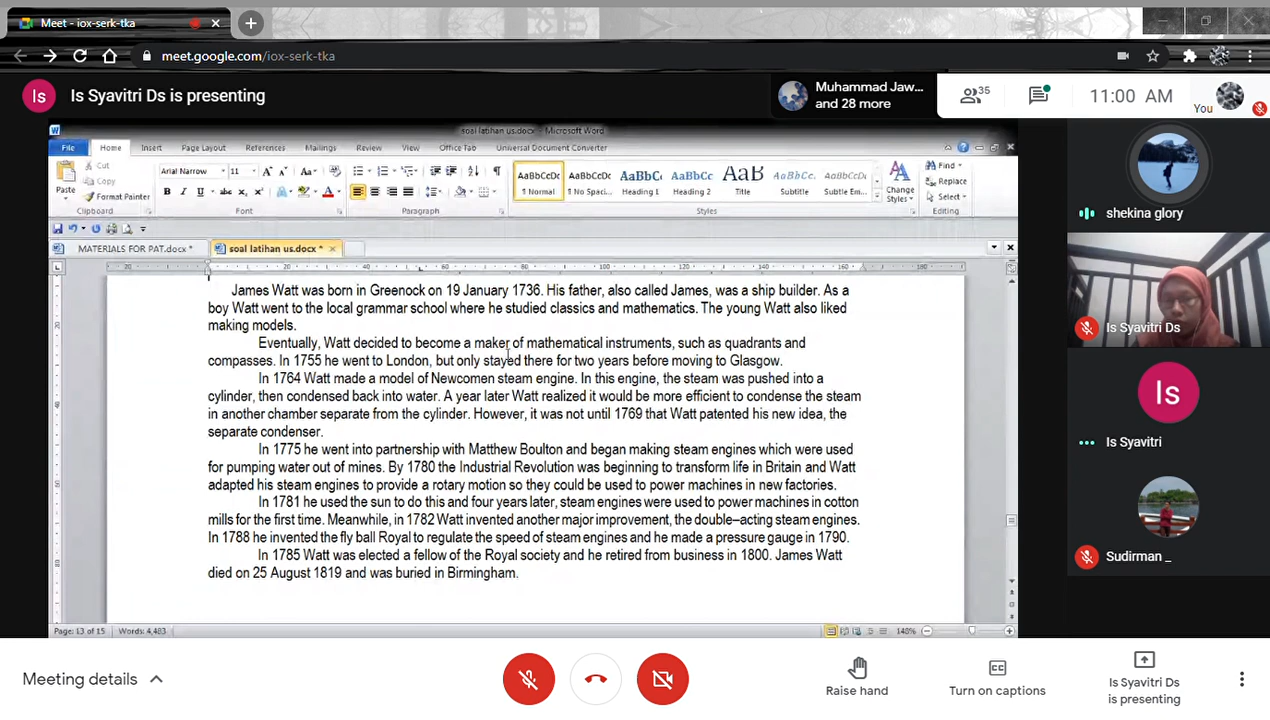 Meet - iox-serk-tka
meet.google.com/iox-serk-tka
Is
Is Syavitri Ds is presenting
Muhammad Jaw...
and 28 more
35
11:00 AM
You
soal latihan us.docx - Microsoft Word
File Home Insert Page Layout References Mailings Review View Office Tab Universal Document Converter
Paste
Cut
Copy
Format Painter
Clipboard
Arial Narrow 11
Font
Paragraph
AaBbCcDc AaBbCcDc AaBbC AaBbCc AaB AaBbCc. AaBbCcDc
¶ Normal ¶ No Spaci... Heading 1 Heading 2 Title Subtitle Subtle Em...
Change
Styles
Styles
Find
Replace
Select
Editing
MATERIALS FOR PAT.docx *
soal latihan us.docx *
20 20 40 60 80 100 120 140 160 180
James Watt was born in Greenock on 19 January 1736. His father, also called James, was a ship builder. As a
boy Watt went to the local grammar school where he studied classics and mathematics. The young Watt also liked
making models.
Eventually, Watt decided to become a maker of mathematical instruments, such as quadrants and
compasses. In 1755 he went to London, but only stayed there for two years before moving to Glasgow.
In 1764 Watt made a model of Newcomen steam engine. In this engine, the steam was pushed into a
cylinder, then condensed back into water. A year later Watt realized it would be more efficient to condense the steam
in another chamber separate from the cylinder. However, it was not until 1769 that Watt patented his new idea, the
separate condenser.
In 1775 he went into partnership with Matthew Boulton and began making steam engines which were used
for pumping water out of mines. By 1780 the Industrial Revolution was beginning to transform life in Britain and Watt
adapted his steam engines to provide a rotary motion so they could be used to power machines in new factories.
In 1781 he used the sun to do this and four years later, steam engines were used to power machines in cotton
mills for the first time. Meanwhile, in 1782 Watt invented another major improvement, the double–acting steam engines.
In 1788 he invented the fly ball Royal to regulate the speed of steam engines and he made a pressure gauge in 1790.
In 1785 Watt was elected a fellow of the Royal society and he retired from business in 1800. James Watt
died on 25 August 1819 and was buried in Birmingham.
Page: 13 of 15 Words: 4,483
148%
shekina glory
Is Syavitri Ds
Is
Is Syavitri
Sudirman _
Meeting details
Raise hand
Turn on captions
Is Syavitri Ds
is presenting